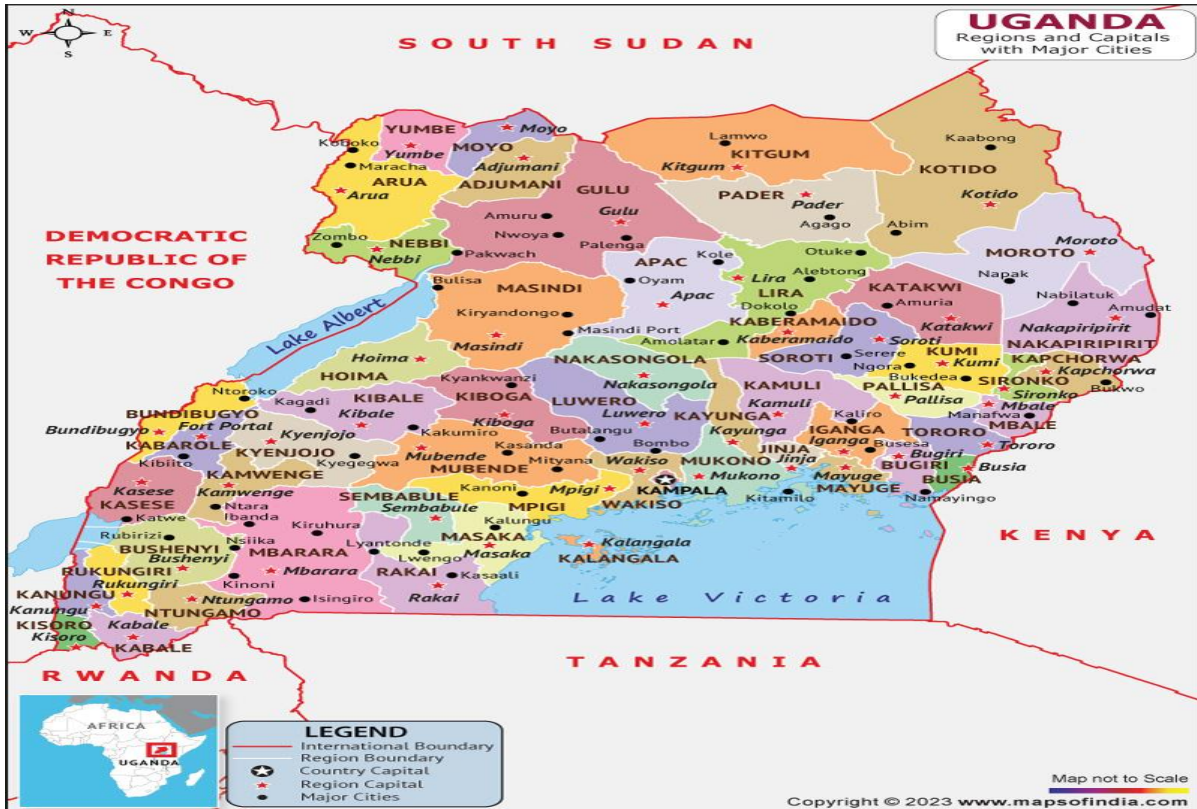 N
W E
S
SOUTH SUDAN
UGANDA
Regions and Capitals
with Major Cities
DEMOCRATIC
REPUBLIC OF
THE CONGO
YUMBE
Yumbe
Koboko
Maracha
ARUA
Arua
MOYO
Moyo
Adjumani
ADJUMANI
Zombo
NEBBI
Nebbi
Pakwach
GULU
Gulu
Amuru
Nwoya
Palenga
Lamwo
KITGUM
Kitgum
PADER
Pader
Agago
Kaabong
KOTIDO
Kotido
Abim
MOROTO
Moroto
Napak
Nabilatuk
Amudat
Nakapiripirit
NAKAPIRIPIRIT
APAC
Kole
Oyam
Apac
Otuke
Lira
Alebtong
LIRA
Dokolo
KATAKWI
Amuria
Katakwi
Bulisa
MASINDI
Kiryandongo
Masindi Port
Masindi
Lake Albert
Amolatar
KABERAMAIDO
Kaberamaido
Soroti
SOROTI
Serere
Ngora
KUMI
Kumi
Bukedea
KAPCHORWA
Kapchorwa
Bukwo
SIRONKO
Sironko
PALLISA
Pallisa
Manafwa
Mbale
MBALE
Hoima
HOIMA
NAKASONGOLA
Nakasongola
Ntoroko
BUNDIBUGYO
Bundibugyo
Fort Portal
KABAROLE
Kibiito
Kagadi
KIBALE
Kibale
Kyankwanzi
KIBOGA
Kiboga
Kakumiro
LUWERO
Luwero
Butalangu
Bombo
KAYUNGA
Kayunga
KAMULI
Kamuli
Kaliro
IGANGA
Iganga
Busesa
TORORO
Tororo
Bugiri
BUGIRI
Busia
BUSIA
Namayingo
Kyenjojo
KYENJOJO
Kyegegwa
Mubende
MUBENDE
Kasanda
Mityana
Wakiso
MUKONO
Mukono
JINJA
Jinja
Mayuge
MAYUGE
KAMPALA
WAKISO
Kitamilo
KAMWENGE
Kamwenge
Kasese
KASESE
Katwe
Ntara
Ibanda
SEMBABULE
Sembabule
Kanoni
Mpigi
MPIGI
Kalungu
MASAKA
Masaka
Lwengo
Lyantonde
Kiruhura
Rubirizi
Nsiika
BUSHENYI
Bushenyi
MBARARA
Mbarara
RAKAI
Rakai
Kasaali
Kalangala
KALANGALA
KENYA
RUKUNGIRI
Rukungiri
Kinoni
KANUNGU
Kanungu
Ntungamo
NTUNGAMO
Isingiro
KISORO
Kisoro
Kabale
KABALE
Lake Victoria
RWANDA
TANZANIA
AFRICA
UGANDA
LEGEND
International Boundary
Region Boundary
Country Capital
Region Capital
Major Cities
Map not to Scale
Copyright © 2023 www.mapsofindia.com